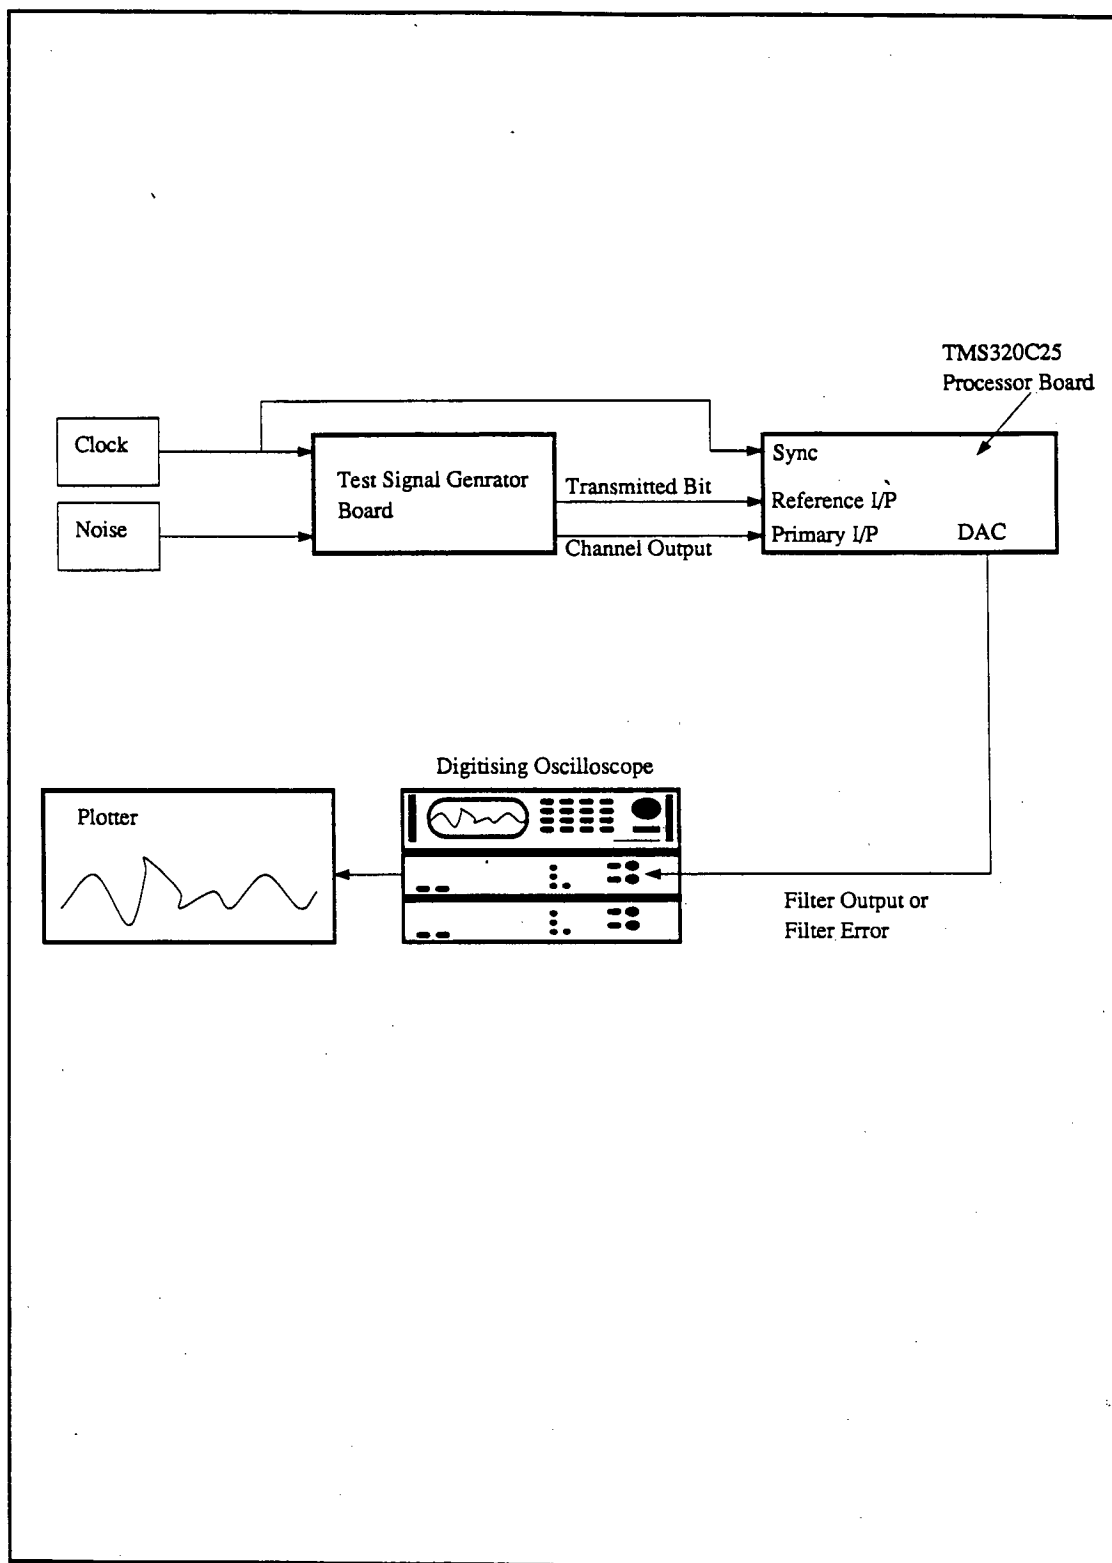 TMS320C25
Processor Board
Clock
Noise
Test Signal Genrator
Board
Transmitted Bit
Channel Output
Sync
Reference I/P
Primary I/P
DAC
Digitising Oscilloscope
Plotter
Filter Output or
Filter Error